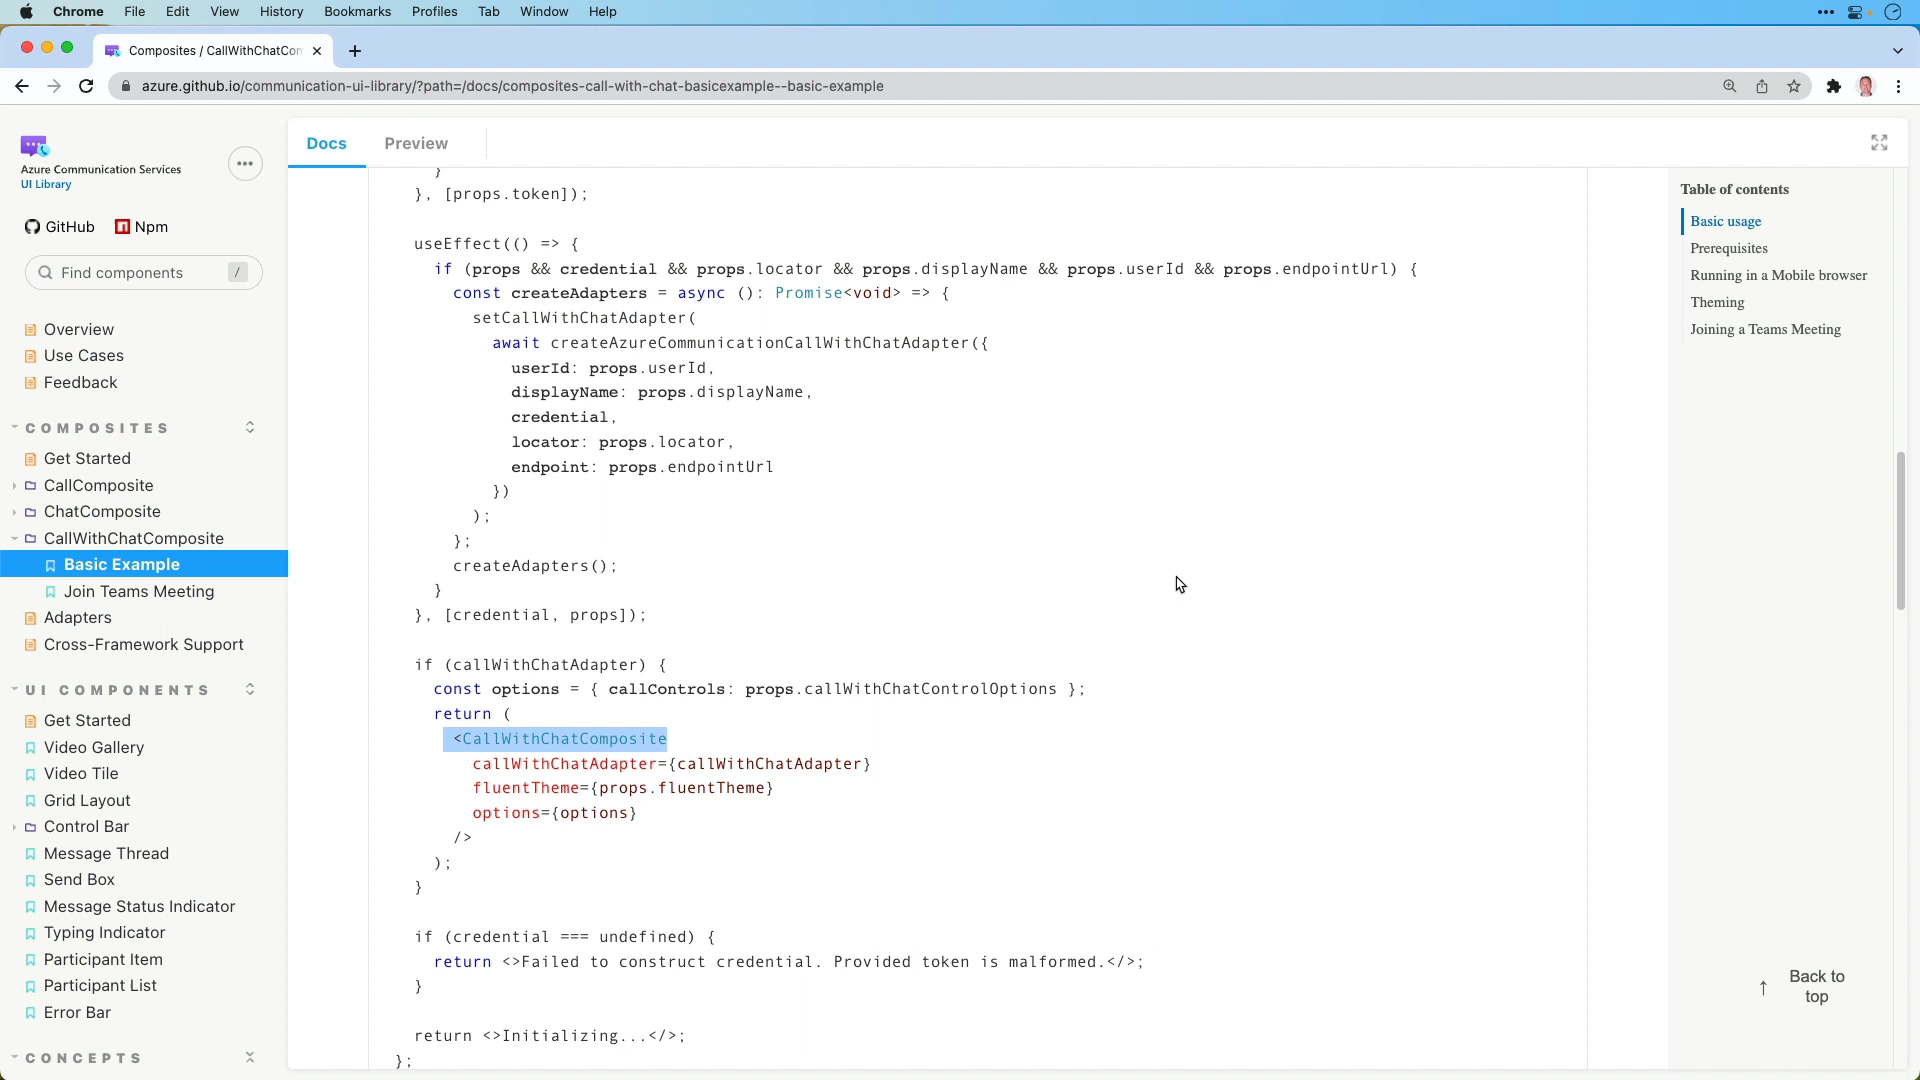 Chrome File Edit View History Bookmarks Profiles Tab Window Help
Composites / CallWithChatCon
azure.github.io/communication-ui-library/?path=/docs/composites-call-with-chat-basicexample--basic-example
Azure Communication Services
UI Library
GitHub Npm
Find components /
Overview
Use Cases
Feedback
COMPOSITES
Get Started
CallComposite
ChatComposite
CallWithChatComposite
Basic Example
Join Teams Meeting
Adapters
Cross-Framework Support
UI COMPONENTS
Get Started
Video Gallery
Video Tile
Grid Layout
Control Bar
Message Thread
Send Box
Message Status Indicator
Typing Indicator
Participant Item
Participant List
Error Bar
CONCEPTS
Docs Preview
}
}, [props.token]);
useEffect(() => {
if (props && credential && props.locator && props.displayName && props.userId && props.endpointUrl) {
const createAdapters = async (): Promise<void> => {
setCallWithChatAdapter(
await createAzureCommunicationCallWithChatAdapter({
userId: props.userId,
displayName: props.displayName,
credential,
locator: props.locator,
endpoint: props.endpointUrl
})
);
};
createAdapters();
}
}, [credential, props]);
if (callWithChatAdapter) {
const options = { callControls: props.callWithChatControlOptions };
return (
<CallWithChatComposite
callWithChatAdapter={callWithChatAdapter}
fluentTheme={props.fluentTheme}
options={options}
/>
);
}
if (credential === undefined) {
return <>Failed to construct credential. Provided token is malformed.</>;
}
return <>Initializing...</>;
};
Table of contents
Basic usage
Prerequisites
Running in a Mobile browser
Theming
Joining a Teams Meeting
↑ Back to
top